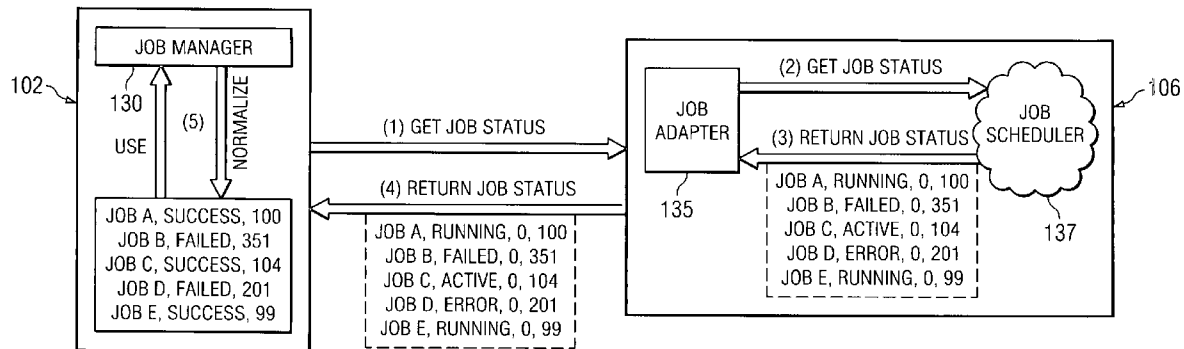 JOB MANAGER
102
130
(5)
USE
NORMALIZE
JOB A, SUCCESS, 100
JOB B, FAILED, 351
JOB C, SUCCESS, 104
JOB D, FAILED, 201
JOB E, SUCCESS, 99
(1) GET JOB STATUS
(4) RETURN JOB STATUS
JOB A, RUNNING, 0, 100
JOB B, FAILED, 0, 351
JOB C, ACTIVE, 0, 104
JOB D, ERROR, 0, 201
JOB E, RUNNING, 0, 99
JOB
ADAPTER
135
(2) GET JOB STATUS
(3) RETURN JOB STATUS
JOB A, RUNNING, 0, 100
JOB B, FAILED, 0, 351
JOB C, ACTIVE, 0, 104
JOB D, ERROR, 0, 201
JOB E, RUNNING, 0, 99
JOB
SCHEDULER
137
106